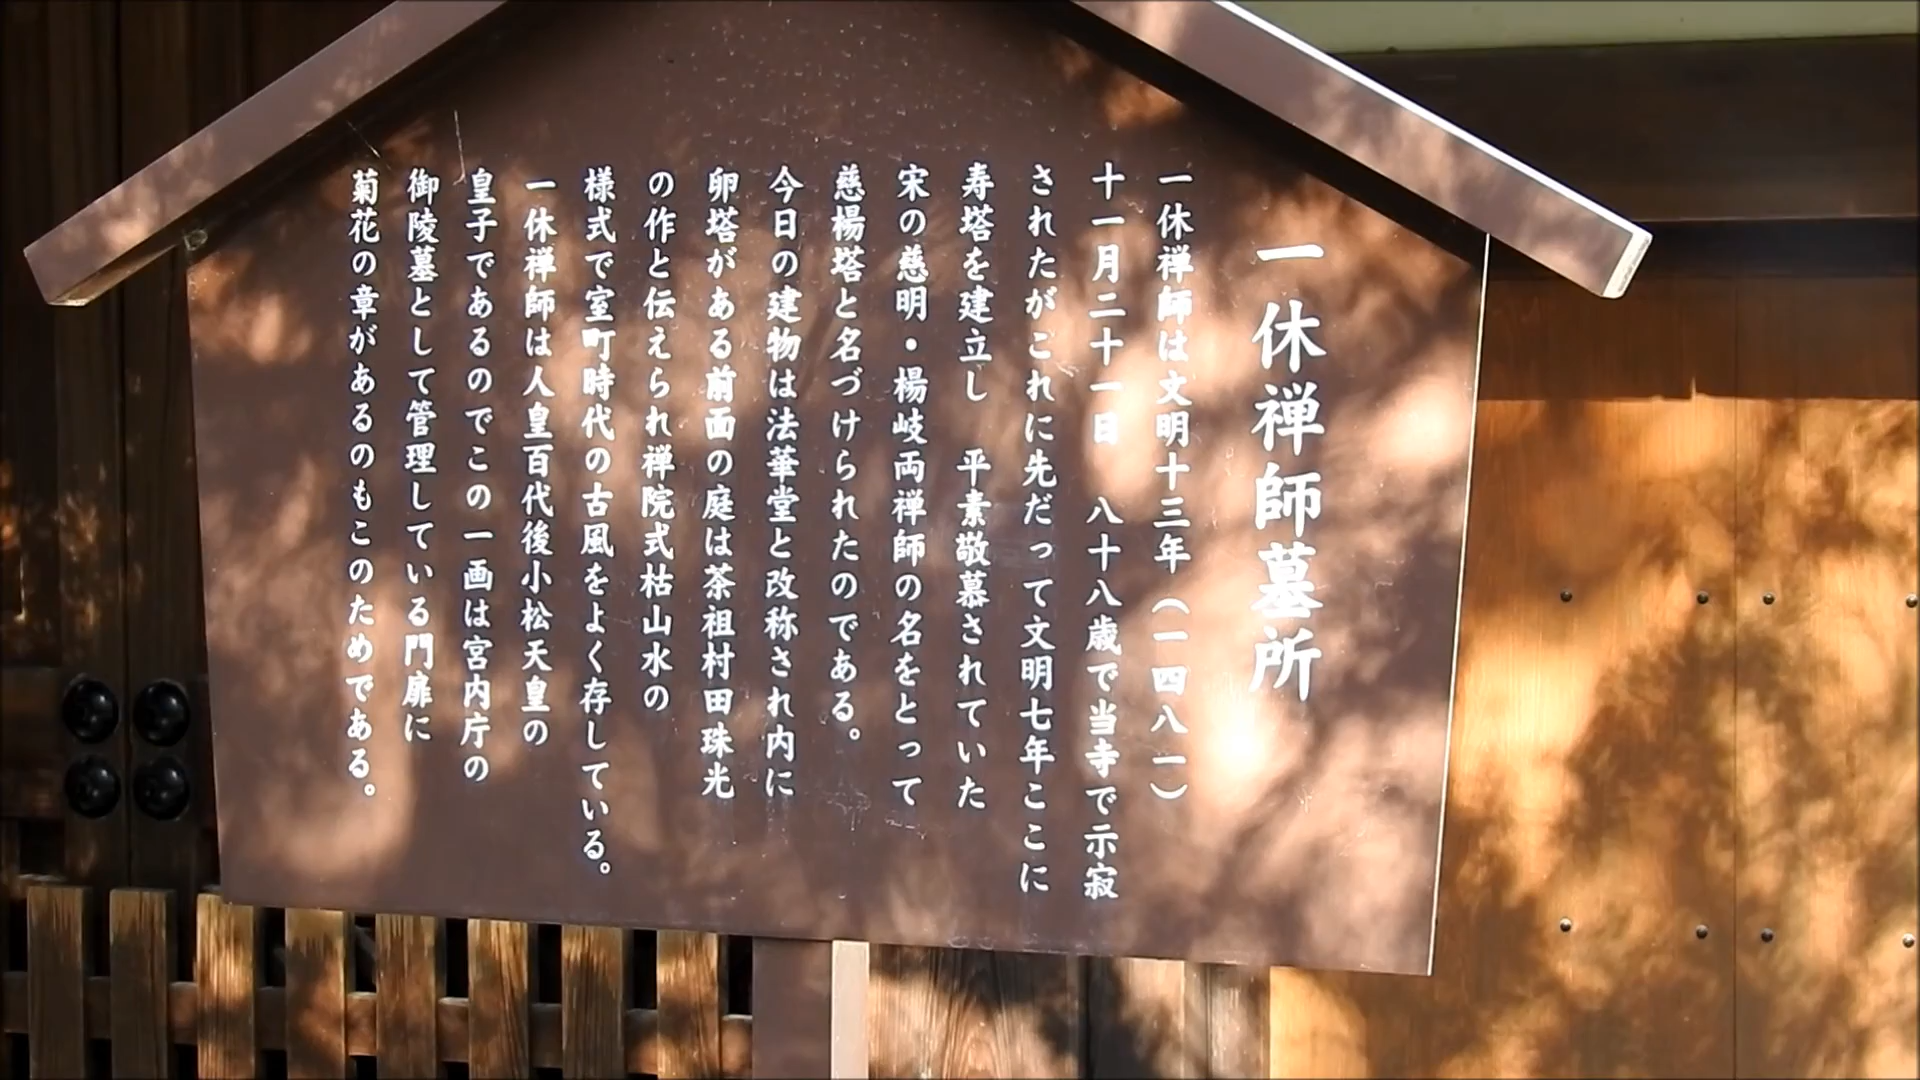 一休禅師墓所
一休禅師は文明十三年（一四八一）
十一月二十一日　八十八歳で当寺で示寂
されたがこれに先だって文明七年ここに
寿塔を建立し　平素敬慕されていた
宋の慈明・楊岐両禅師の名をとって
慈楊塔と名づけられたのである。
今日の建物は法華堂と改称され内に
卵塔がある前面の庭は茶祖村田珠光
の作と伝えられ禅院式枯山水の
様式で室町時代の古風をよく存している。
一休禅師は人皇百代後小松天皇の
皇子であるのでこの一画は宮内庁の
御陵墓として管理している門扉に
菊花の章があるのもこのためである。